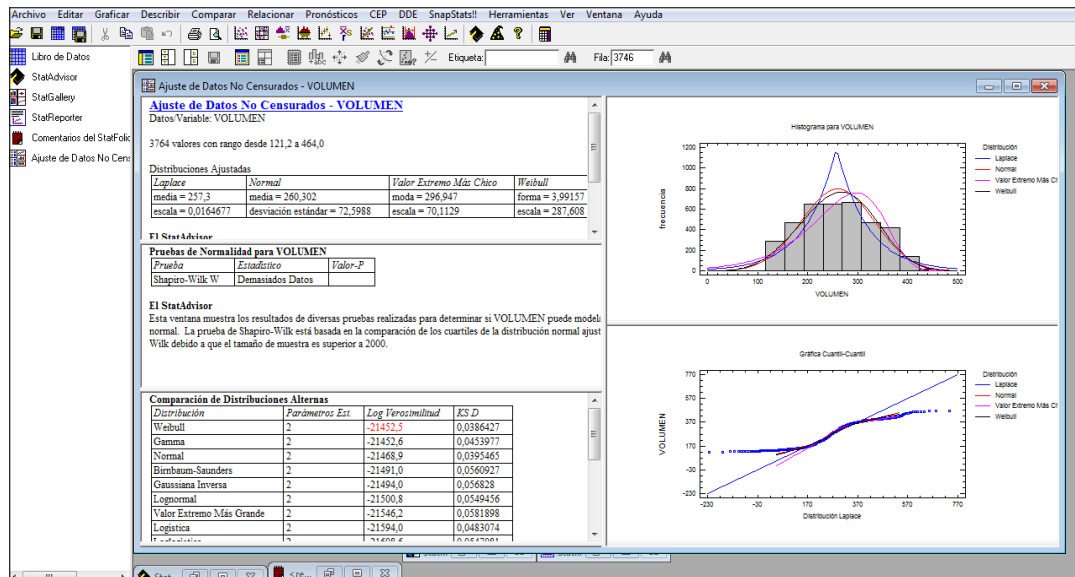 Archivo Editar Graficar Describir Comparar Relacionar Pronósticos CEP DDE SnapStats!! Herramientas Ver Ventana Ayuda
Etiqueta: Fila: 3746
Libro de Datos
StatAdvisor
StatGallery
StatReporter
Comentarios del StatFolic
Ajuste de Datos No Cens
Ajuste de Datos No Censurados - VOLUMEN
Ajuste de Datos No Censurados - VOLUMEN
Datos/Variable: VOLUMEN
3764 valores con rango desde 121,2 a 464,0
Distribuciones Ajustadas
Laplace Normal Valor Extremo Más Chico Weibull
media = 257,3 media = 260,302 moda = 296,947 forma = 3,99157
escala = 0,0164677 desviación estándar = 72,5988 escala = 70,1129 escala = 287,608
El StatAdvisor
Pruebas de Normalidad para VOLUMEN
Prueba Estadístico Valor-P
Shapiro-Wilk W Demasiados Datos
El StatAdvisor
Esta ventana muestra los resultados de diversas pruebas realizadas para determinar si VOLUMEN puede modela
normal. La prueba de Shapiro-Wilk está basada en la comparación de los cuartiles de la distribución normal ajust
Wilk debido a que el tamaño de muestra es superior a 2000.
Comparación de Distribuciones Alternas
Distribución Parámetros Est. Log Verosimilitud KS D
Weibull 2 -21452,5 0,0386427
Gamma 2 -21452,6 0,0453977
Normal 2 -21468,9 0,0395465
Birnbaum-Saunders 2 -21491,0 0,0560927
Gaussiana Inversa 2 -21494,0 0,056828
Lognormal 2 -21500,8 0,0549456
Valor Extremo Más Grande 2 -21546,2 0,0581898
Logística 2 -21594,0 0,0483074
Histograma para VOLUMEN
frecuencia
1200
1000
800
600
400
200
0
0 100 200 300 400 500
VOLUMEN
Distribución
Laplace
Normal
Valor Extremo Más Ch
Weibull
Gráfica Cuantil-Cuantil
VOLUMEN
770
570
370
170
-30
-230
-230 -30 170 370 570 770
Distribución Laplace
Distribución
Laplace
Normal
Valor Extremo Más Ch
Weibull